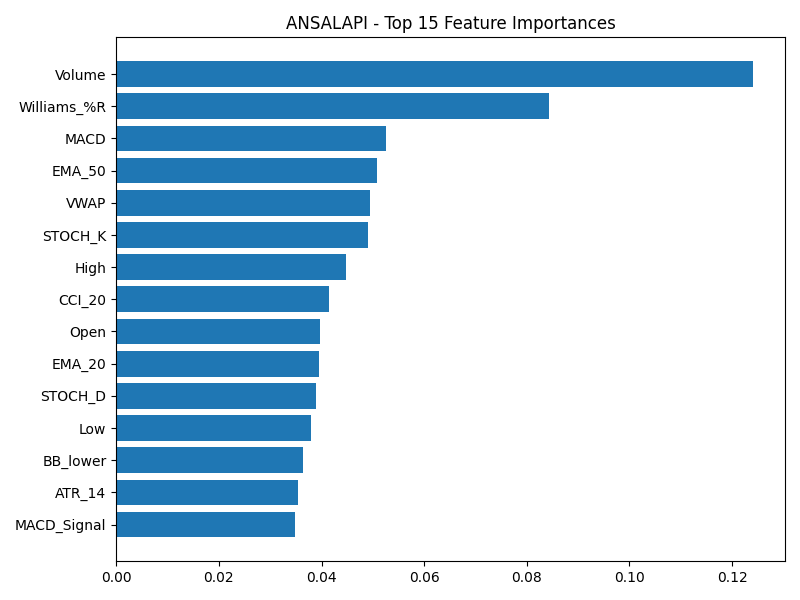 ANSALAPI - Top 15 Feature Importances
Volume
Williams_%R
MACD
EMA_50
VWAP
STOCH_K
High
CCI_20
Open
EMA_20
STOCH_D
Low
BB_lower
ATR_14
MACD_Signal
0.00 0.02 0.04 0.06 0.08 0.10 0.12